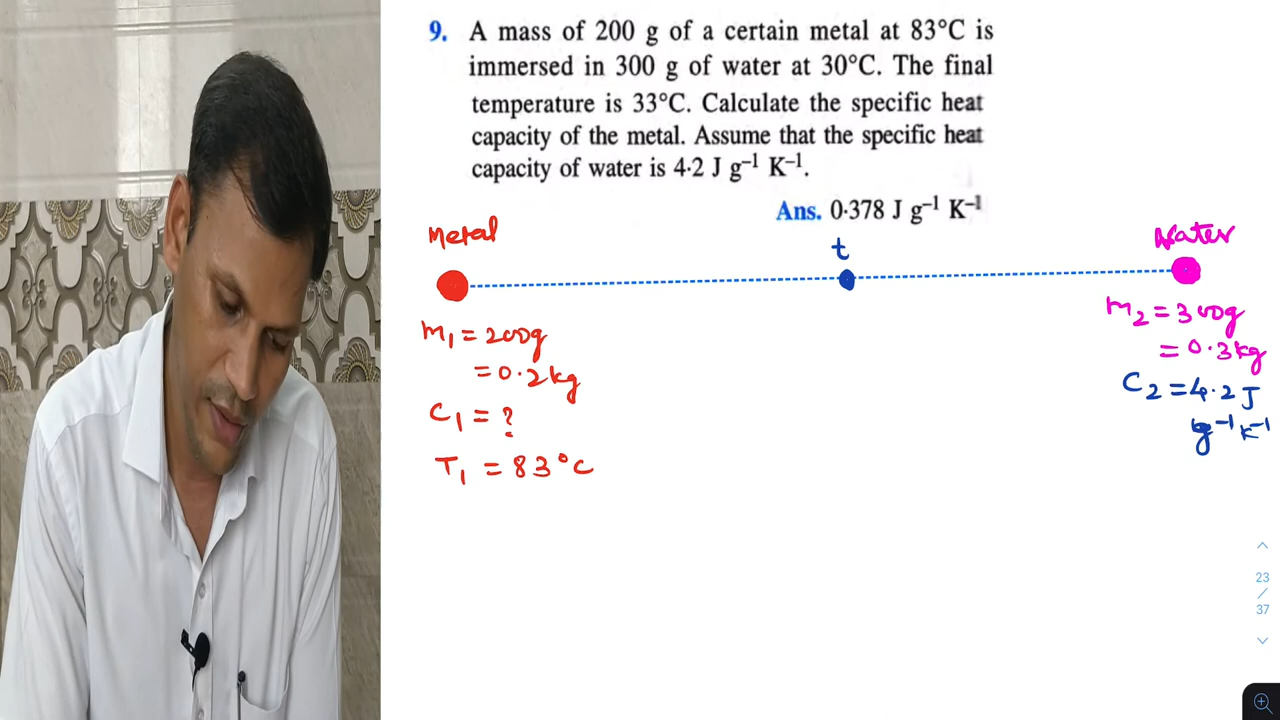 9. A mass of 200 g of a certain metal at 83°C is
immersed in 300 g of water at 30°C. The final
temperature is 33°C. Calculate the specific heat
capacity of the metal. Assume that the specific heat
capacity of water is 4·2 J g⁻¹ K⁻¹.
Ans. 0·378 J g⁻¹ K⁻¹
Metal
t
Water
m₁ = 200g
= 0.2kg
C₁ = ?
T₁ = 83°C
m₂ = 300g
= 0.3kg
C₂ = 4.2 J
g⁻¹ K⁻¹
23
/
37